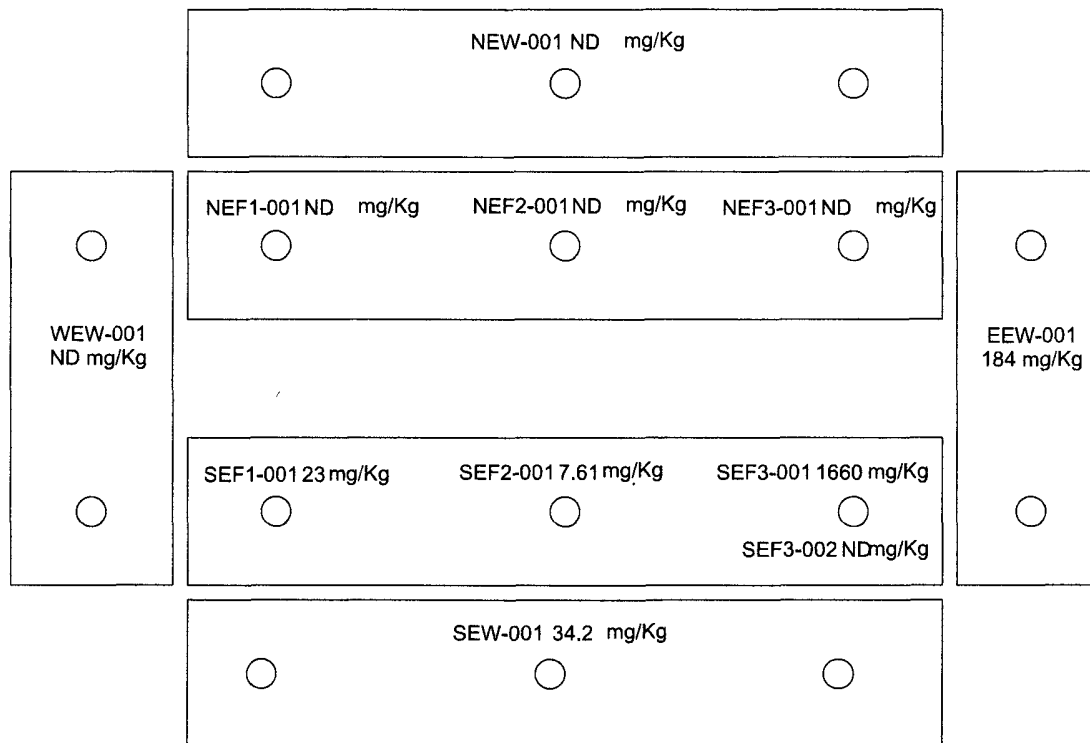 NEW-001 ND mg/Kg
NEF1-001 ND mg/Kg
NEF2-001 ND mg/Kg
NEF3-001 ND mg/Kg
WEW-001
ND mg/Kg
EEW-001
184 mg/Kg
SEF1-001 23 mg/Kg
SEF2-001 7.61 mg/Kg
SEF3-001 1660 mg/Kg
SEF3-002 ND mg/Kg
SEW-001 34.2 mg/Kg